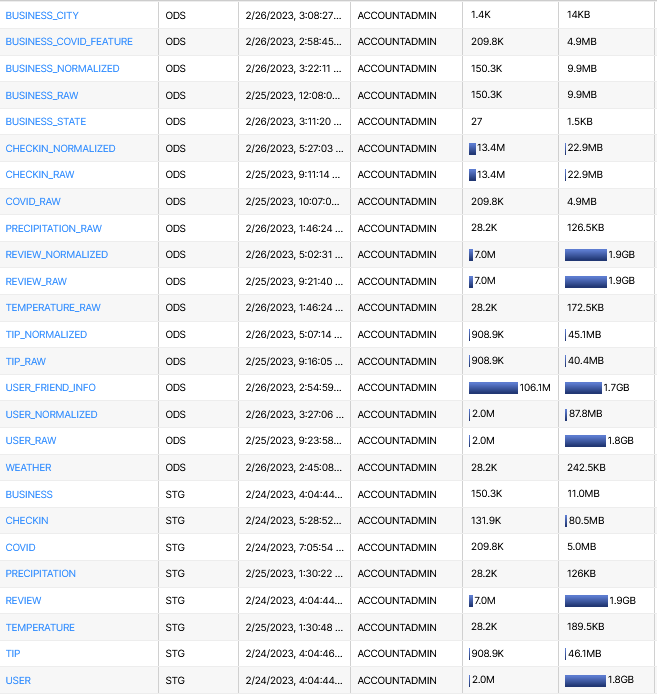 BUSINESS_CITY ODS 2/26/2023, 3:08:27... ACCOUNTADMIN 1.4K 14KB
BUSINESS_COVID_FEATURE ODS 2/26/2023, 2:58:45... ACCOUNTADMIN 209.8K 4.9MB
BUSINESS_NORMALIZED ODS 2/26/2023, 3:22:11 ... ACCOUNTADMIN 150.3K 9.9MB
BUSINESS_RAW ODS 2/25/2023, 12:08:0... ACCOUNTADMIN 150.3K 9.9MB
BUSINESS_STATE ODS 2/26/2023, 3:11:20 ... ACCOUNTADMIN 27 1.5KB
CHECKIN_NORMALIZED ODS 2/26/2023, 5:27:03 ... ACCOUNTADMIN 13.4M 22.9MB
CHECKIN_RAW ODS 2/25/2023, 9:11:14 ... ACCOUNTADMIN 13.4M 22.9MB
COVID_RAW ODS 2/25/2023, 10:07:0... ACCOUNTADMIN 209.8K 4.9MB
PRECIPITATION_RAW ODS 2/26/2023, 1:46:24 ... ACCOUNTADMIN 28.2K 126.5KB
REVIEW_NORMALIZED ODS 2/26/2023, 5:02:31 ... ACCOUNTADMIN 7.0M 1.9GB
REVIEW_RAW ODS 2/25/2023, 9:21:40 ... ACCOUNTADMIN 7.0M 1.9GB
TEMPERATURE_RAW ODS 2/26/2023, 1:46:24 ... ACCOUNTADMIN 28.2K 172.5KB
TIP_NORMALIZED ODS 2/26/2023, 5:07:14 ... ACCOUNTADMIN 908.9K 45.1MB
TIP_RAW ODS 2/25/2023, 9:16:05 ... ACCOUNTADMIN 908.9K 40.4MB
USER_FRIEND_INFO ODS 2/26/2023, 2:54:59... ACCOUNTADMIN 106.1M 1.7GB
USER_NORMALIZED ODS 2/26/2023, 3:27:06 ... ACCOUNTADMIN 2.0M 87.8MB
USER_RAW ODS 2/25/2023, 9:23:58... ACCOUNTADMIN 2.0M 1.8GB
WEATHER ODS 2/26/2023, 2:45:08... ACCOUNTADMIN 28.2K 242.5KB
BUSINESS STG 2/24/2023, 4:04:44... ACCOUNTADMIN 150.3K 11.0MB
CHECKIN STG 2/24/2023, 5:28:52... ACCOUNTADMIN 131.9K 80.5MB
COVID STG 2/24/2023, 7:05:54 ... ACCOUNTADMIN 209.8K 5.0MB
PRECIPITATION STG 2/25/2023, 1:30:22 ... ACCOUNTADMIN 28.2K 126KB
REVIEW STG 2/24/2023, 4:04:44... ACCOUNTADMIN 7.0M 1.9GB
TEMPERATURE STG 2/25/2023, 1:30:48 ... ACCOUNTADMIN 28.2K 189.5KB
TIP STG 2/24/2023, 4:04:46... ACCOUNTADMIN 908.9K 46.1MB
USER STG 2/24/2023, 4:04:44... ACCOUNTADMIN 2.0M 1.8GB